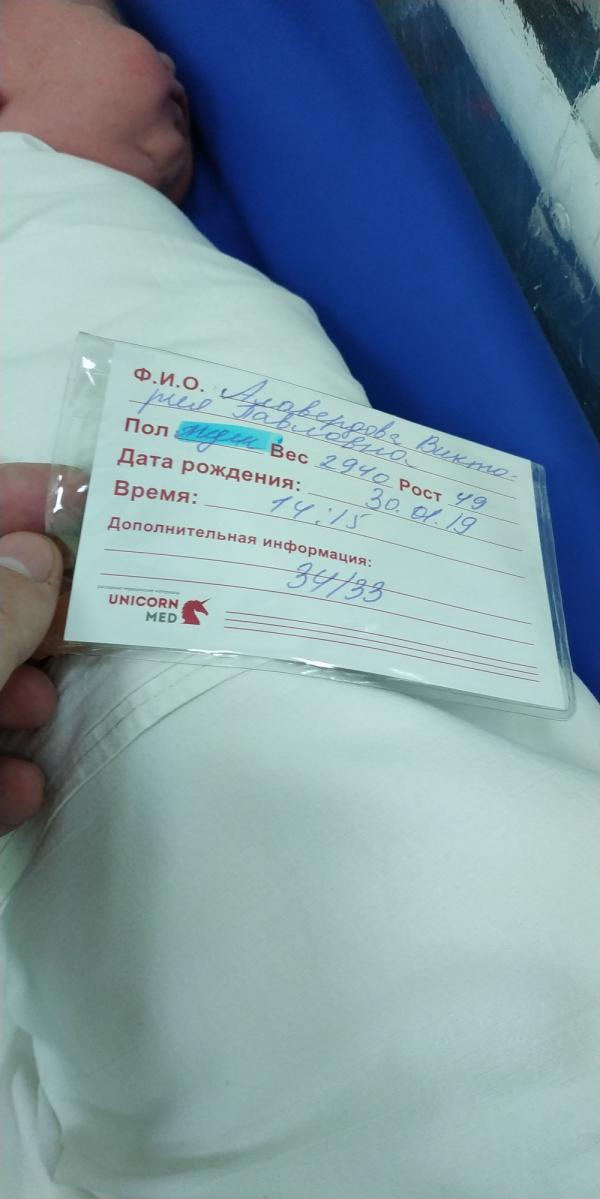 Ф.И.О. Алавердова Викто-
рия Павловна
Пол муж Вес 2940 Рост 49
Дата рождения: 30.01.19
Время: 14:15
Дополнительная информация:
34/33
UNICORN
MED